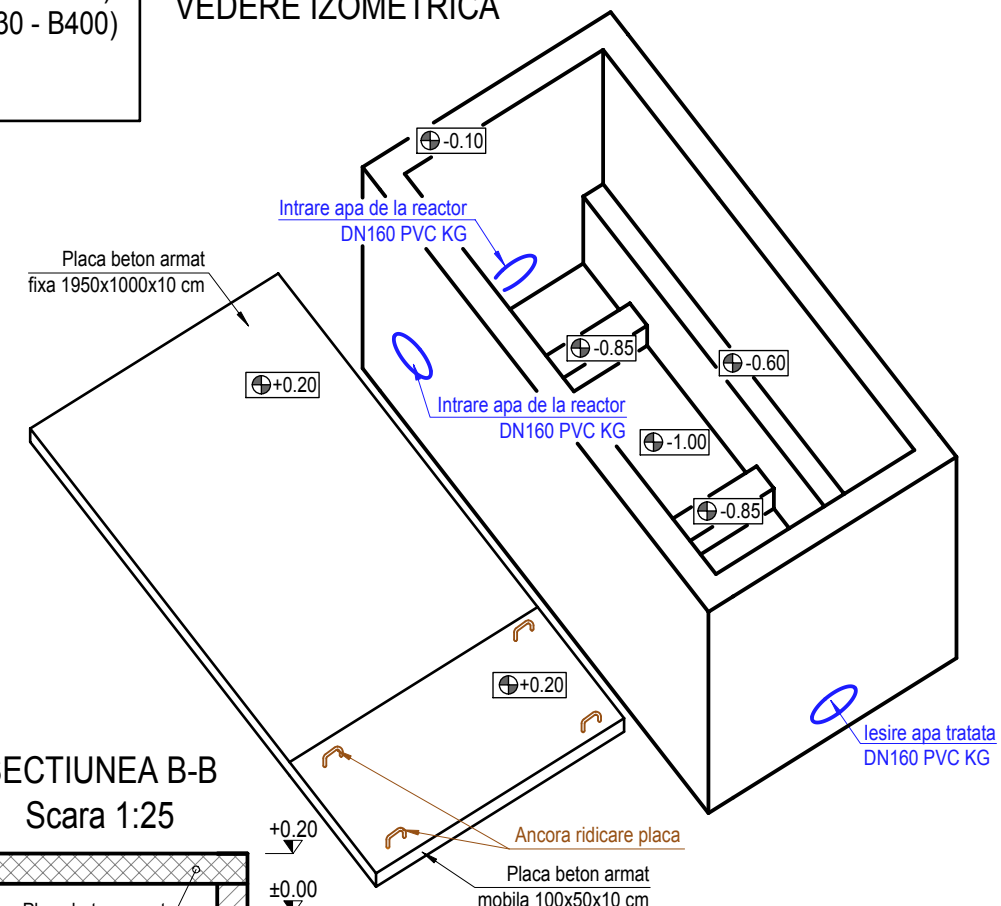 30 - B400)
VEDERE IZOMETRICA
-0.10
Intrare apa de la reactor
DN160 PVC KG
Placa beton armat
fixa 1950x1000x10 cm
-0.85
-0.60
+0.20
Intrare apa de la reactor
DN160 PVC KG
-1.00
-0.85
+0.20
Iesire apa tratata
DN160 PVC KG
SECTIUNEA B-B
Scara 1:25
+0.20
Ancora ridicare placa
Placa beton armat
mobila 100x50x10 cm
±0.00